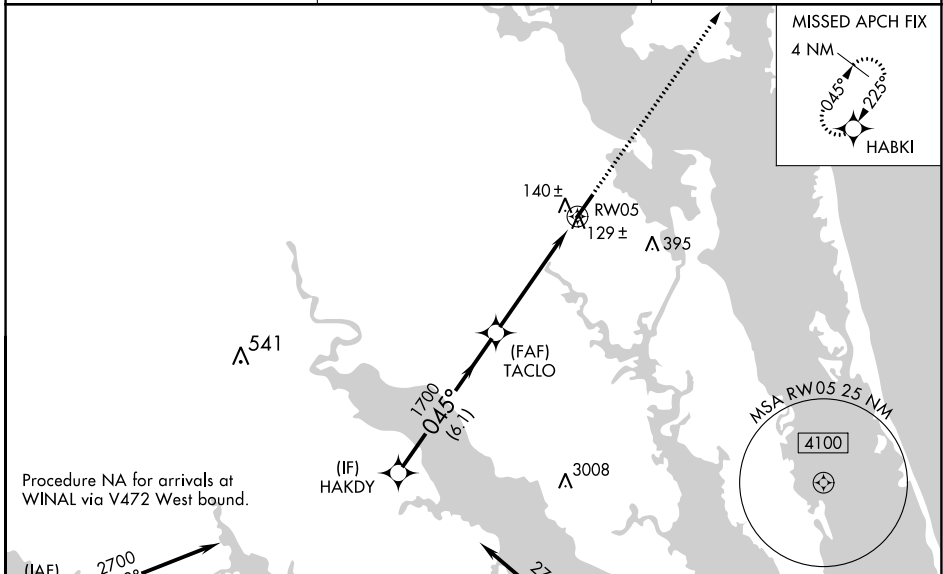 MISSED APCH FIX
4 NM
045°
225°
HABKI
140 ±
RW05
129 ±
395
541
(FAF)
TACLO
1700
045°
(6.1)
MSA RW05 25 NM
4100
(IF)
HAKDY
3008
Procedure NA for arrivals at
WINAL via V472 West bound.
2700
(IAF)